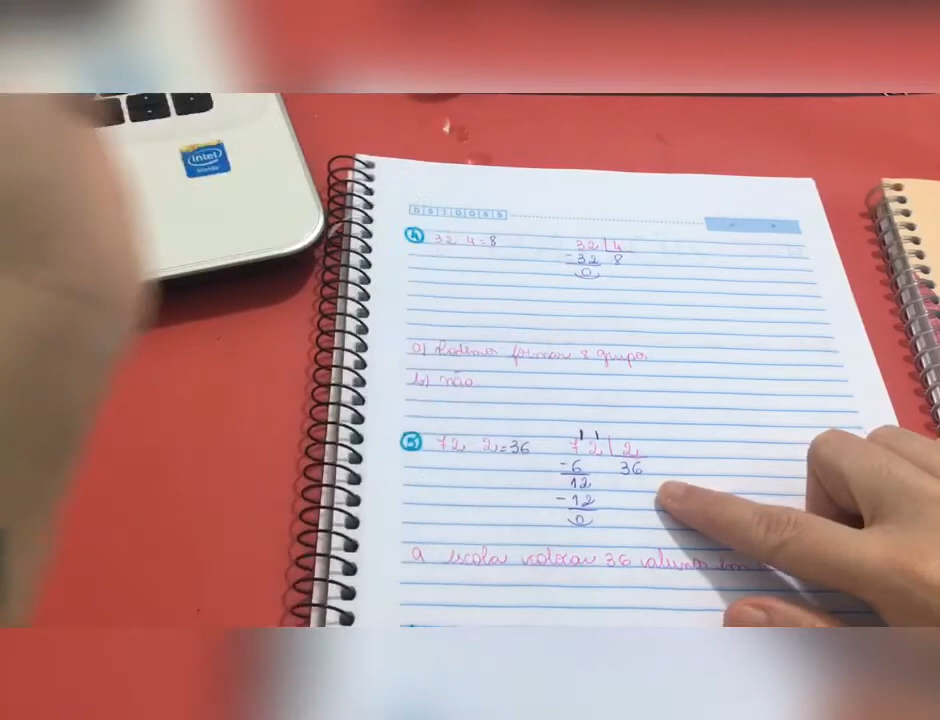 intel
4 32 4 = 8 32 4
-32 8
0
a) Podemos formar 8 grupos
b) não
5 72 2 = 36 72 2
-6 36
12
-12
0
a escola colocou 36 alunos em